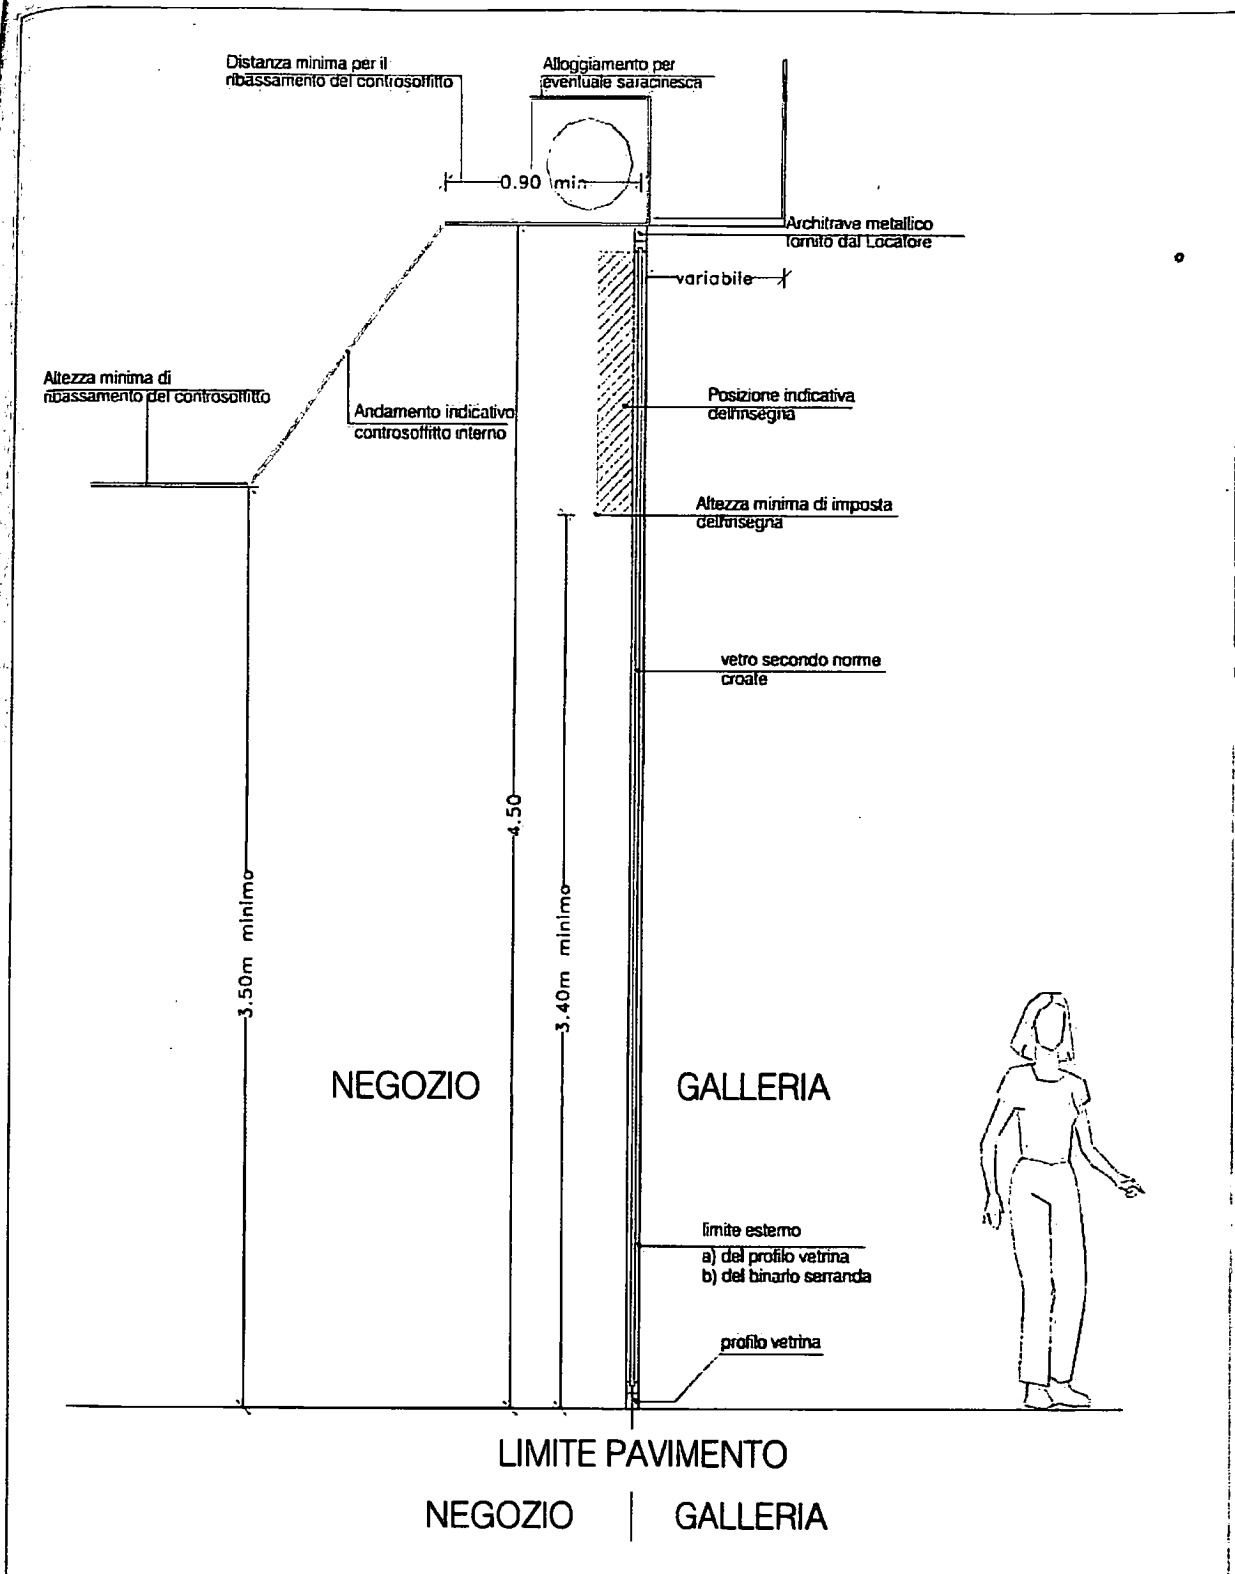 Distanza minima per il
ribassamento del controsoffitto
Alloggiamento per
eventuale saracinesca
0.90 min
Architrave metallico
fornito dal Locatore
variabile
Altezza minima di
ribassamento del controsoffitto
Andamento indicativo
controsoffitto interno
Posizione indicativa
dell'insegna
Altezza minima di imposta
dell'insegna
vetro secondo norme
croate
4.50
3.50m minimo
3.40m minimo
NEGOZIO
GALLERIA
limite esterno
a) del profilo vetrina
b) del binario serranda
profilo vetrina
LIMITE PAVIMENTO
NEGOZIO
GALLERIA